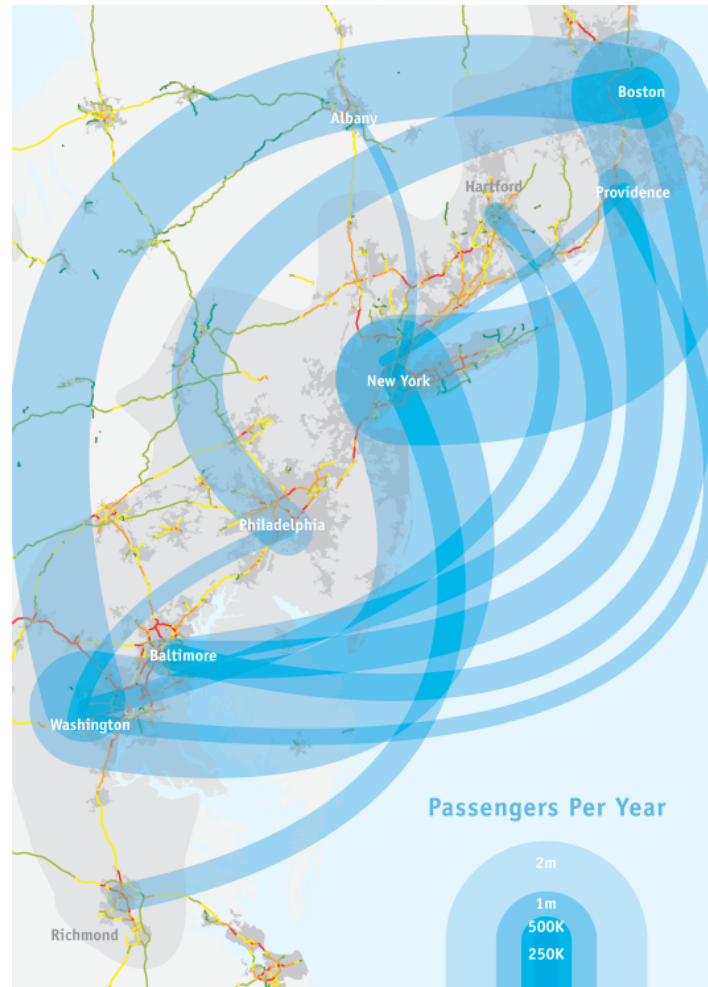 Boston
Albany
Hartford
Providence
New York
Philadelphia
Baltimore
Washington
Passengers Per Year
2m
1m
500K
250K
Richmond